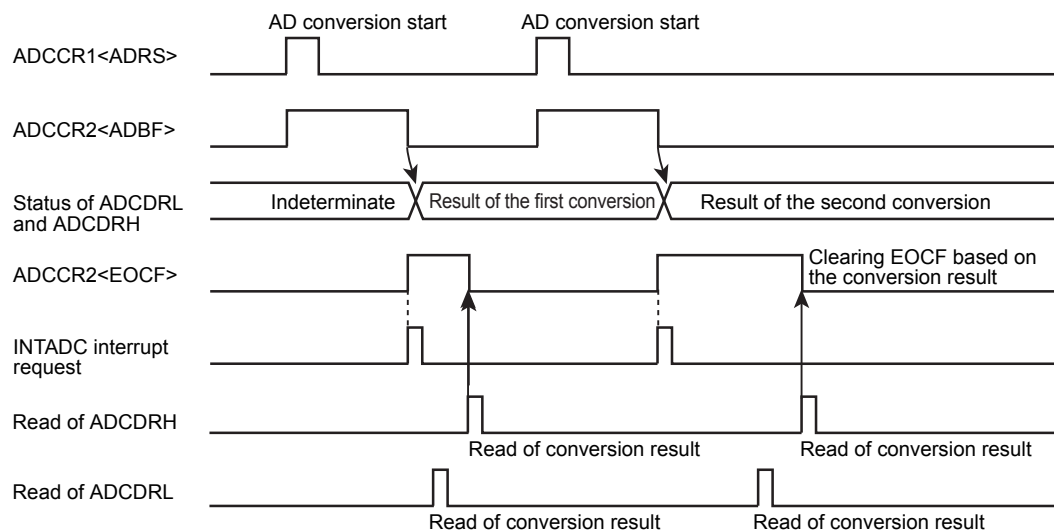 AD conversion start
AD conversion start
ADCCR1<ADRS>
ADCCR2<ADBF>
Status of ADCDRL
and ADCDRH
Indeterminate
Result of the first conversion
Result of the second conversion
ADCCR2<EOCF>
Clearing EOCF based on
the conversion result
INTADC interrupt
request
Read of ADCDRH
Read of conversion result
Read of conversion result
Read of ADCDRL
Read of conversion result
Read of conversion result